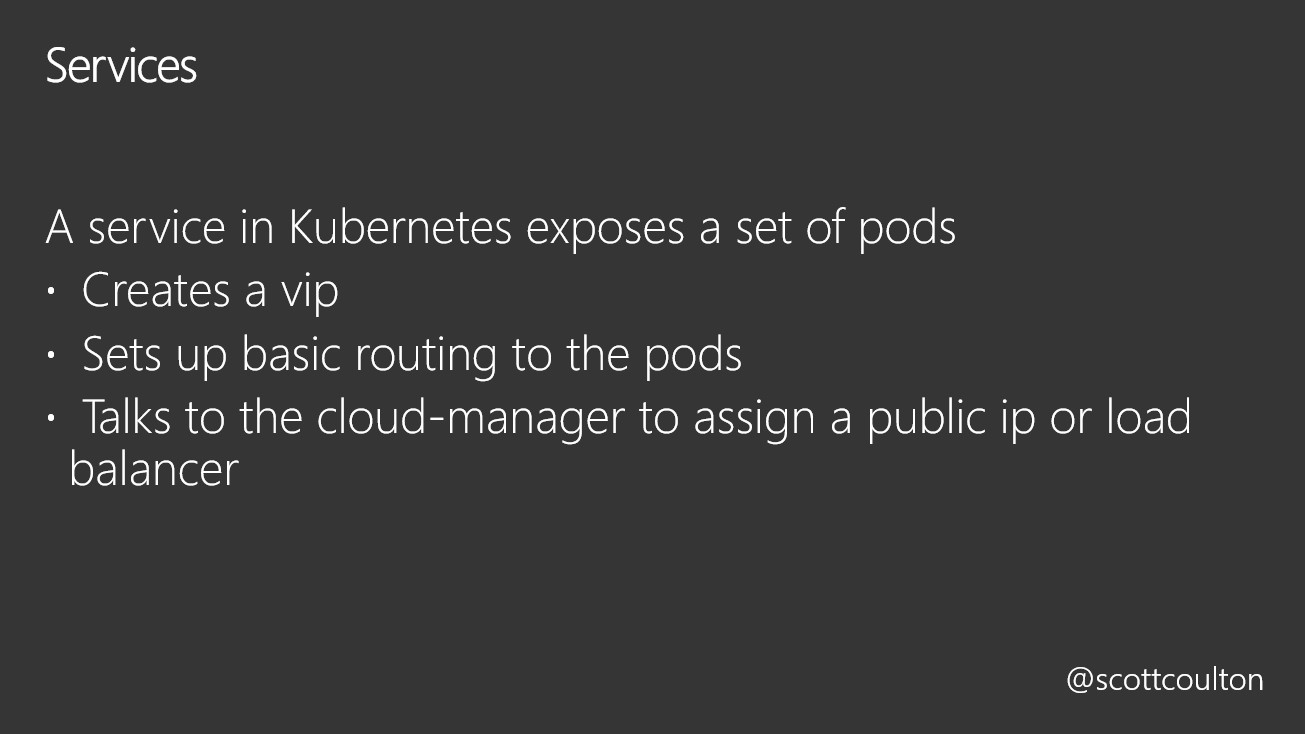 Services
A service in Kubernetes exposes a set of pods
• Creates a vip
• Sets up basic routing to the pods
• Talks to the cloud-manager to assign a public ip or load
balancer
@scottcoulton